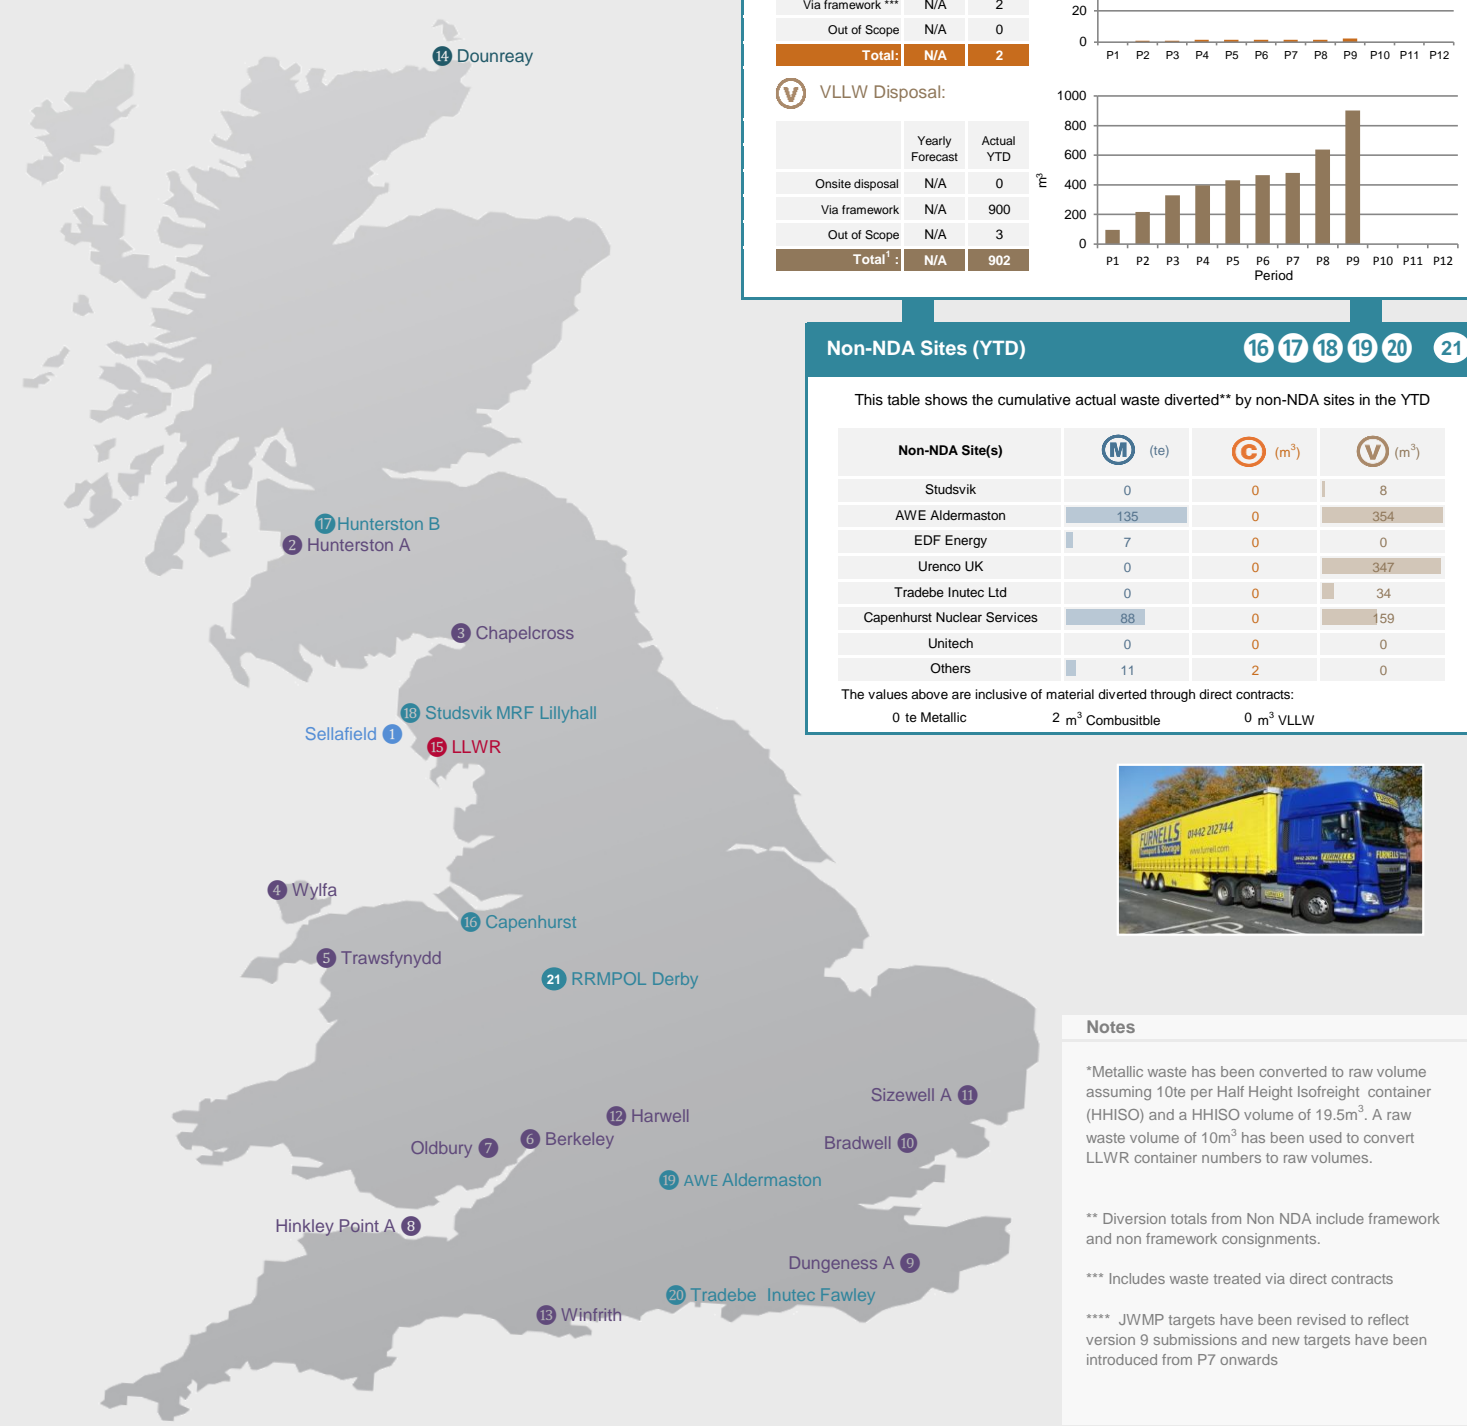 Via framework *** N/A 2
Out of Scope N/A 0
Total: N/A 2
20
0
P1 P2 P3 P4 P5 P6 P7 P8 P9 P10 P11 P12
V VLLW Disposal:
Yearly Forecast Actual YTD
Onsite disposal N/A 0
Via framework N/A 900
Out of Scope N/A 3
Total¹ : N/A 902
1000
800
600
400
200
0
m³
P1 P2 P3 P4 P5 P6 P7 P8 P9 P10 P11 P12
Period
Non-NDA Sites (YTD) 16 17 18 19 20 21
This table shows the cumulative actual waste diverted** by non-NDA sites in the YTD
Non-NDA Site(s) M (te) C (m³) V (m³)
Studsvik 0 0 8
AWE Aldermaston 135 0 354
EDF Energy 7 0 0
Urenco UK 0 0 347
Tradebe Inutec Ltd 0 0 34
Capenhurst Nuclear Services 88 0 159
Unitech 0 0 0
Others 11 2 0
The values above are inclusive of material diverted through direct contracts:
0 te Metallic 2 m³ Combusitble 0 m³ VLLW
14 Dounreay
17 Hunterston B
2 Hunterston A
3 Chapelcross
18 Studsvik MRF Lillyhall
Sellafield 1
15 LLWR
4 Wylfa
16 Capenhurst
5 Trawsfynydd
21 RRMPOL Derby
Sizewell A 11
12 Harwell
6 Berkeley
Oldbury 7
Bradwell 10
19 AWE Aldermaston
Hinkley Point A 8
Dungeness A 9
20 Tradebe Inutec Fawley
13 Winfrith
FURNELLS 01442 212744
Transport & Storage
www.furnell.com
FURNELLS
FURNELLS
Notes
*Metallic waste has been converted to raw volume
assuming 10te per Half Height Isofreight container
(HHISO) and a HHISO volume of 19.5m³. A raw
waste volume of 10m³ has been used to convert
LLWR container numbers to raw volumes.
** Diversion totals from Non NDA include framework
and non framework consignments.
*** Includes waste treated via direct contracts
**** JWMP targets have been revised to reflect
version 9 submissions and new targets have been
introduced from P7 onwards